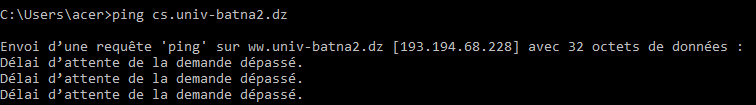 C:\Users\acer>ping cs.univ-batna2.dz
Envoi d’une requête 'ping' sur ww.univ-batna2.dz [193.194.68.228] avec 32 octets de données :
Délai d’attente de la demande dépassé.
Délai d’attente de la demande dépassé.
Délai d’attente de la demande dépassé.